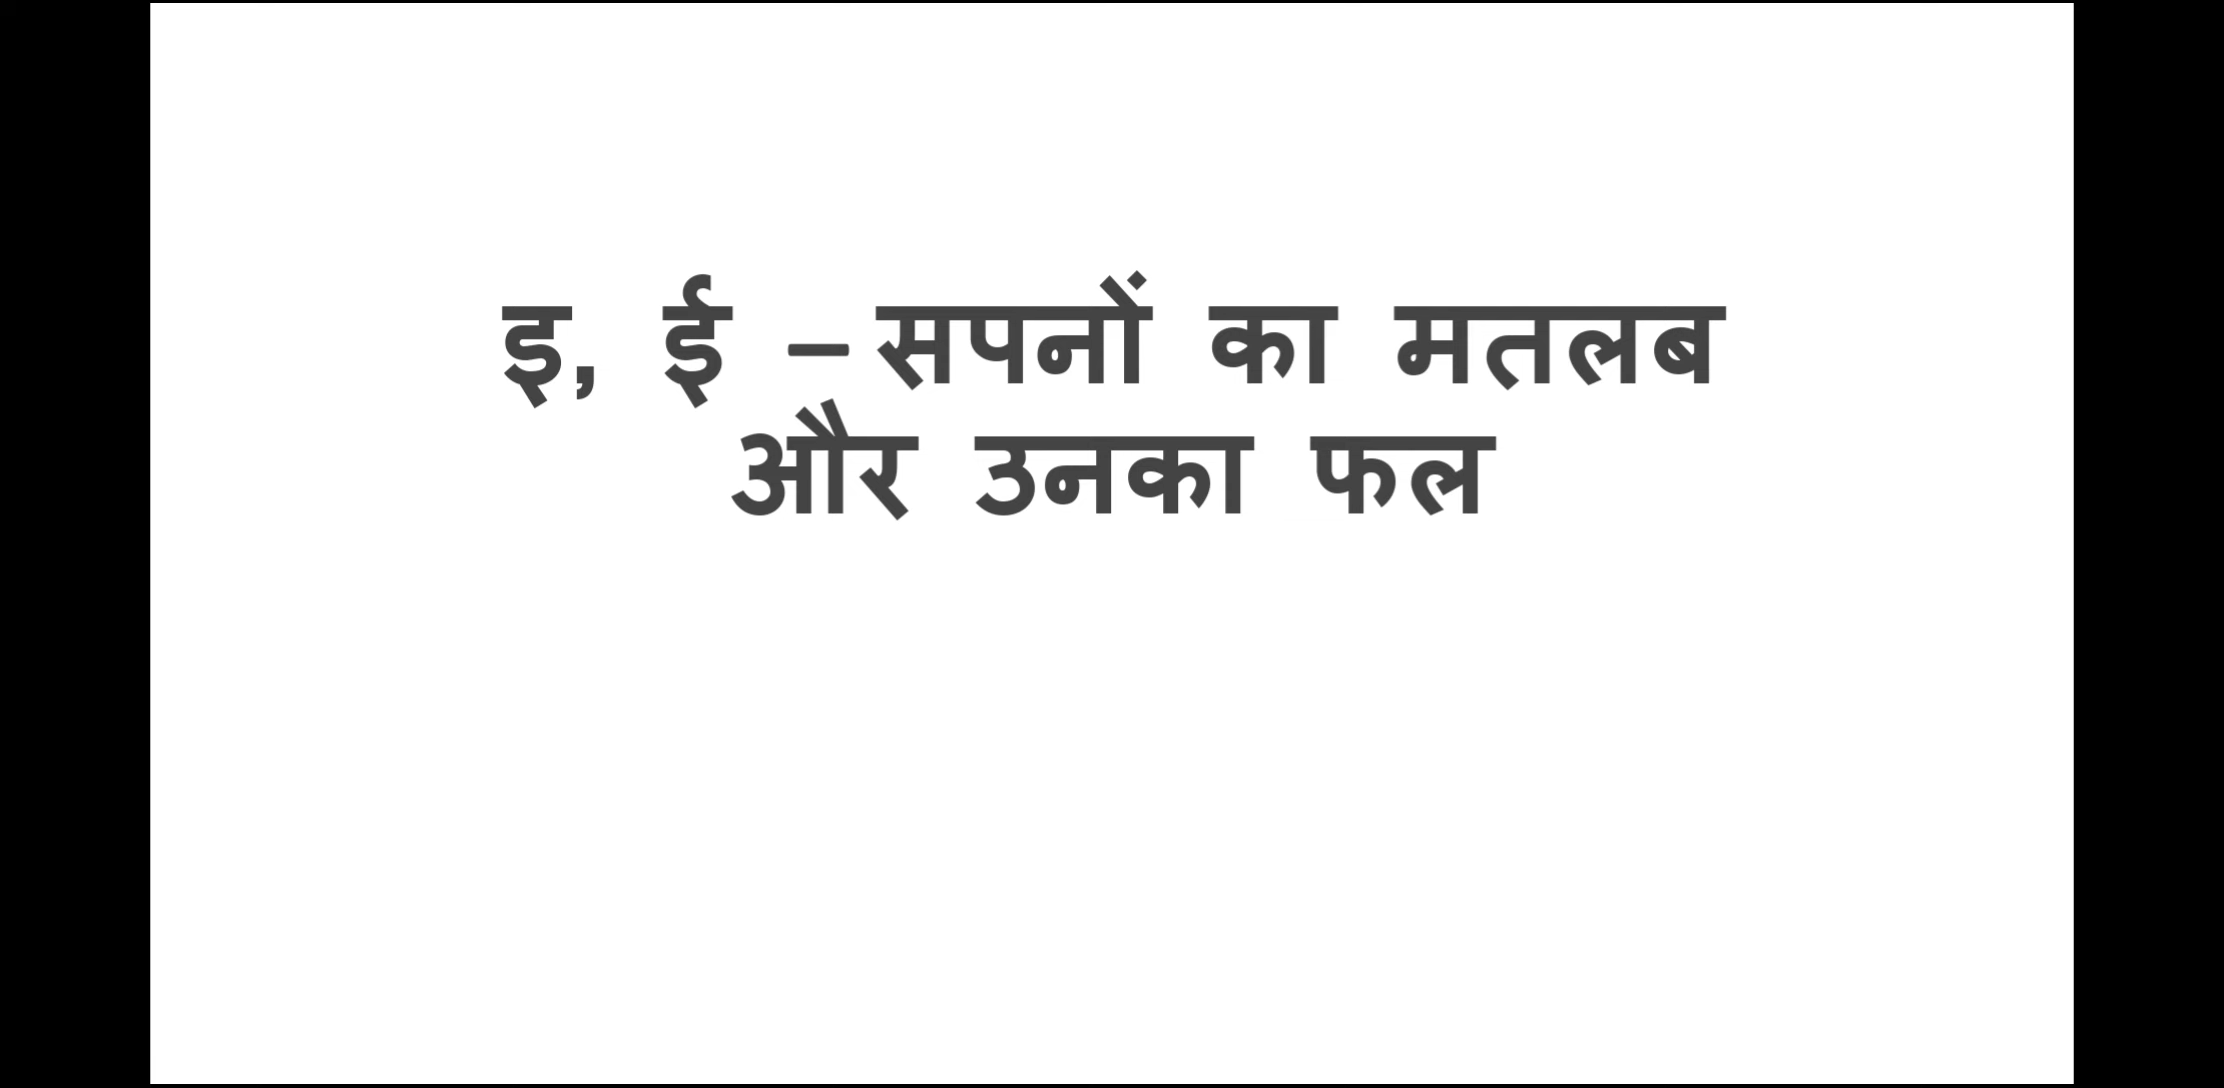 इ, ई – सपनों का मतलब
और उनका फल